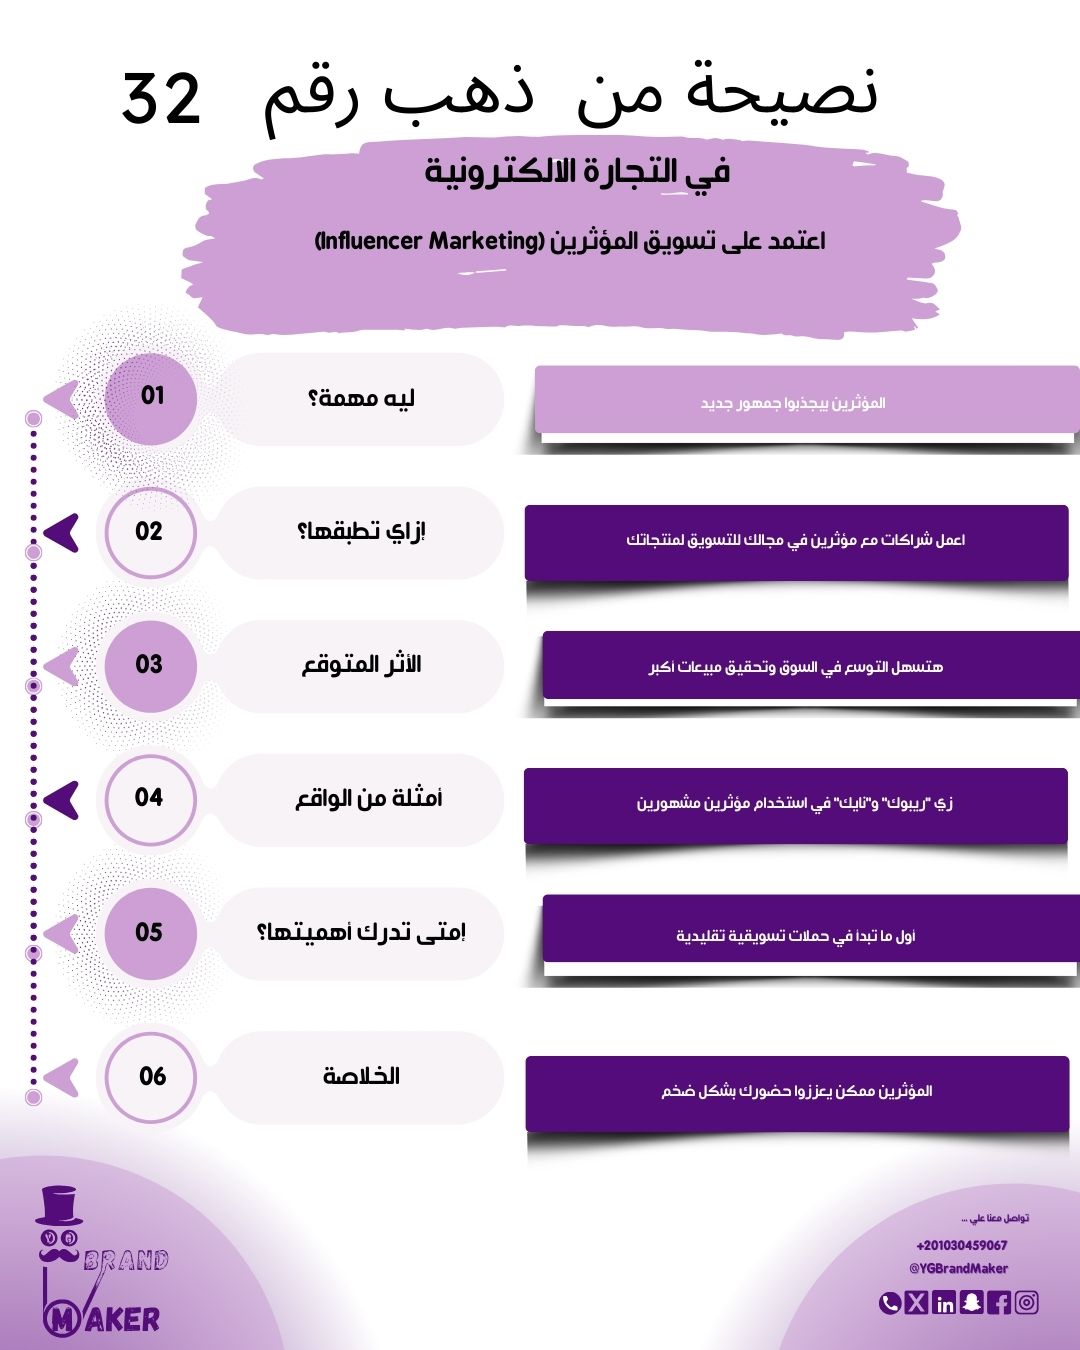 نصيحة من ذهب رقم 32
في التجارة الالكترونية
اعتمد على تسويق المؤثرين (Influencer Marketing)
01
ليه مهمة؟
المؤثرين بيجذبوا جمهور جديد
02
إزاي تطبقها؟
اعمل شراكات مع مؤثرين في مجالك للتسويق لمنتجاتك
03
الأثر المتوقع
هتسهل التوسع في السوق وتحقيق مبيعات أكبر
04
أمثلة من الواقع
زي "ريبوك" و"نايك" في استخدام مؤثرين مشهورين
05
إمتى تدرك أهميتها؟
أول ما تبدأ في حملات تسويقية تقليدية
06
الخلاصة
المؤثرين ممكن يعززوا حضورك بشكل ضخم
YG
BRAND
MAKER
تواصل معنا علي ...
+201030459067
@YGBrandMaker